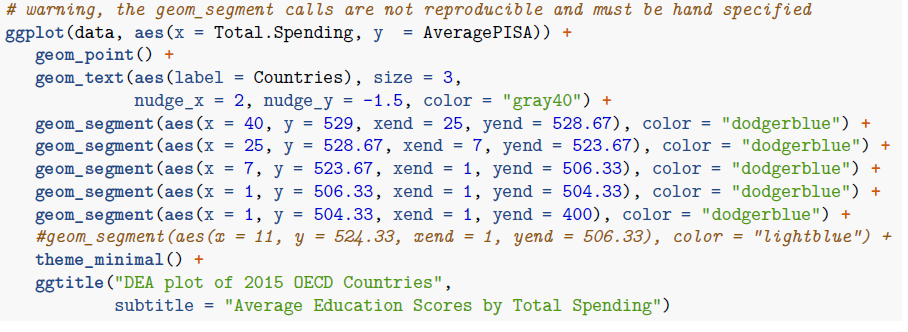 # warning, the geom_segment calls are not reproducible and must be hand specified
ggplot(data, aes(x = Total.Spending, y  = AveragePISA)) +
   geom_point() +
   geom_text(aes(label = Countries), size = 3,
             nudge_x = 2, nudge_y = -1.5, color = "gray40") +
   geom_segment(aes(x = 40, y = 529, xend = 25, yend = 528.67), color = "dodgerblue") +
   geom_segment(aes(x = 25, y = 528.67, xend = 7, yend = 523.67), color = "dodgerblue") +
   geom_segment(aes(x = 7, y = 523.67, xend = 1, yend = 506.33), color = "dodgerblue") +
   geom_segment(aes(x = 1, y = 506.33, xend = 1, yend = 504.33), color = "dodgerblue") +
   geom_segment(aes(x = 1, y = 504.33, xend = 1, yend = 400), color = "dodgerblue") +
   #geom_segment(aes(x = 11, y = 524.33, xend = 1, yend = 506.33), color = "lightblue") +
   theme_minimal() +
   ggtitle("DEA plot of 2015 OECD Countries",
           subtitle = "Average Education Scores by Total Spending")